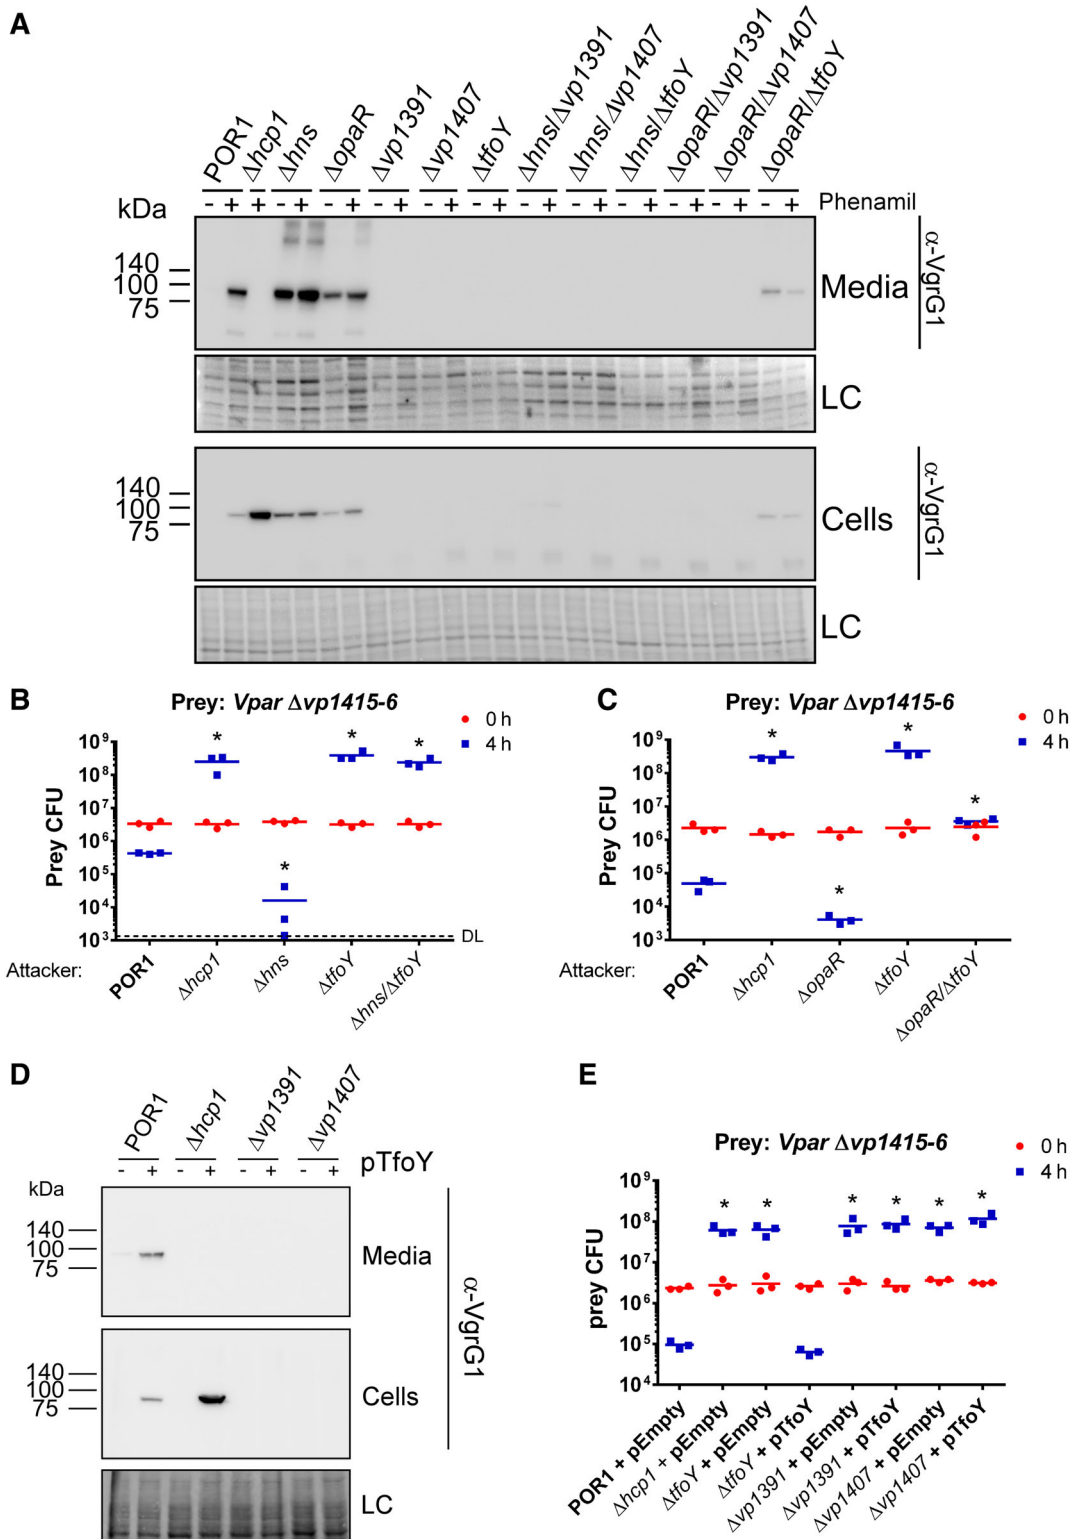 A
POR1
Δhcp1
Δhns
ΔopaR
Δvp1391
Δvp1407
ΔtfoY
Δhns/Δvp1391
Δhns/Δvp1407
Δhns/ΔtfoY
ΔopaR/Δvp1391
ΔopaR/Δvp1407
ΔopaR/ΔtfoY
- + + - + - + - + - + - + - + - + - + - + - + - + Phenamil
kDa
140
100
75
Media
α-VgrG1
LC
140
100
75
Cells
α-VgrG1
LC
B
Prey: Vpar Δvp1415-6
0 h
4 h
Prey CFU
10⁹
10⁸
10⁷
10⁶
10⁵
10⁴
10³
* * * *
DL
Attacker:
POR1
Δhcp1
Δhns
ΔtfoY
Δhns/ΔtfoY
C
Prey: Vpar Δvp1415-6
0 h
4 h
Prey CFU
10⁹
10⁸
10⁷
10⁶
10⁵
10⁴
10³
* * * *
Attacker:
POR1
Δhcp1
ΔopaR
ΔtfoY
ΔopaR/ΔtfoY
D
POR1
Δhcp1
Δvp1391
Δvp1407
- + - + - + - + pTfoY
kDa
140
100
75
Media
140
100
75
Cells
α-VgrG1
LC
E
Prey: Vpar Δvp1415-6
0 h
4 h
prey CFU
10⁹
10⁸
10⁷
10⁶
10⁵
10⁴
* * * * * *
POR1 + pEmpty
Δhcp1 + pEmpty
ΔtfoY + pEmpty
ΔtfoY + pTfoY
Δvp1391 + pEmpty
Δvp1391 + pTfoY
Δvp1407 + pEmpty
Δvp1407 + pTfoY